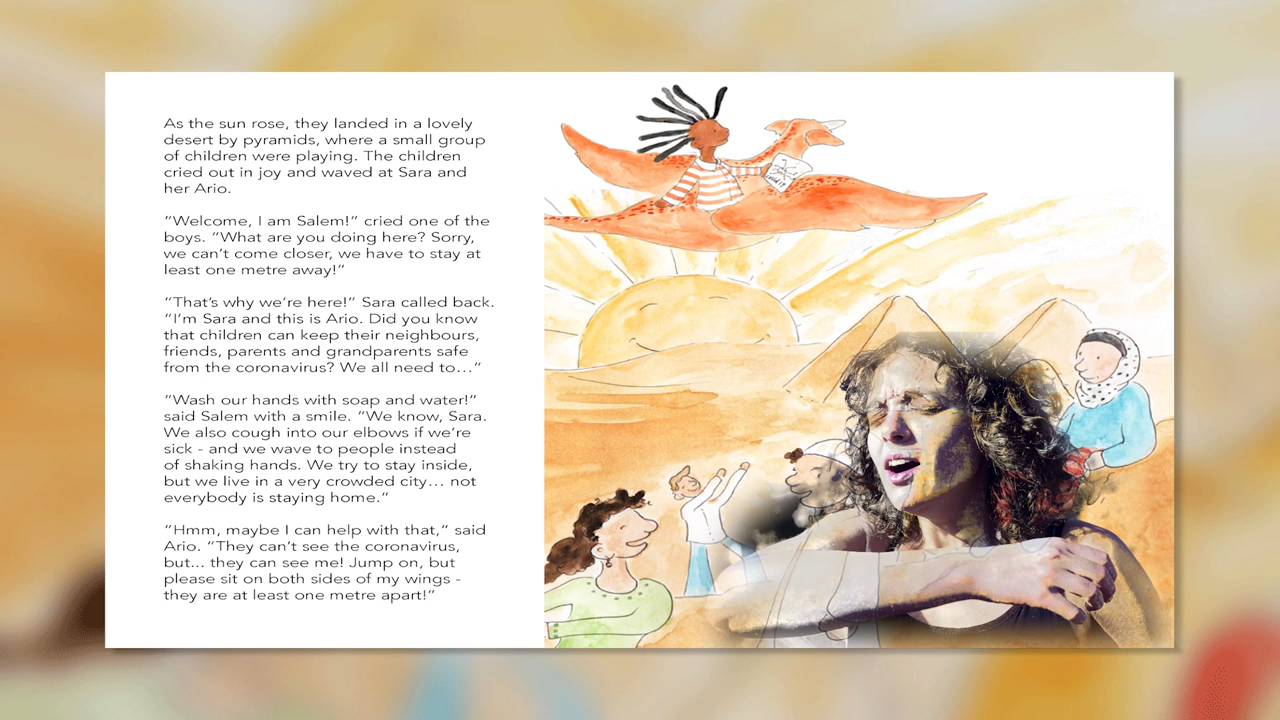 As the sun rose, they landed in a lovely
desert by pyramids, where a small group
of children were playing. The children
cried out in joy and waved at Sara and
her Ario.
“Welcome, I am Salem!” cried one of the
boys. “What are you doing here? Sorry,
we can’t come closer, we have to stay at
least one metre away!”
“That’s why we’re here!” Sara called back.
“I’m Sara and this is Ario. Did you know
that children can keep their neighbours,
friends, parents and grandparents safe
from the coronavirus? We all need to…”
“Wash our hands with soap and water!”
said Salem with a smile. “We know, Sara.
We also cough into our elbows if we’re
sick - and we wave to people instead
of shaking hands. We try to stay inside,
but we live in a very crowded city… not
everybody is staying home.”
“Hmm, maybe I can help with that,” said
Ario. “They can’t see the coronavirus,
but... they can see me! Jump on, but
please sit on both sides of my wings -
they are at least one metre apart!”